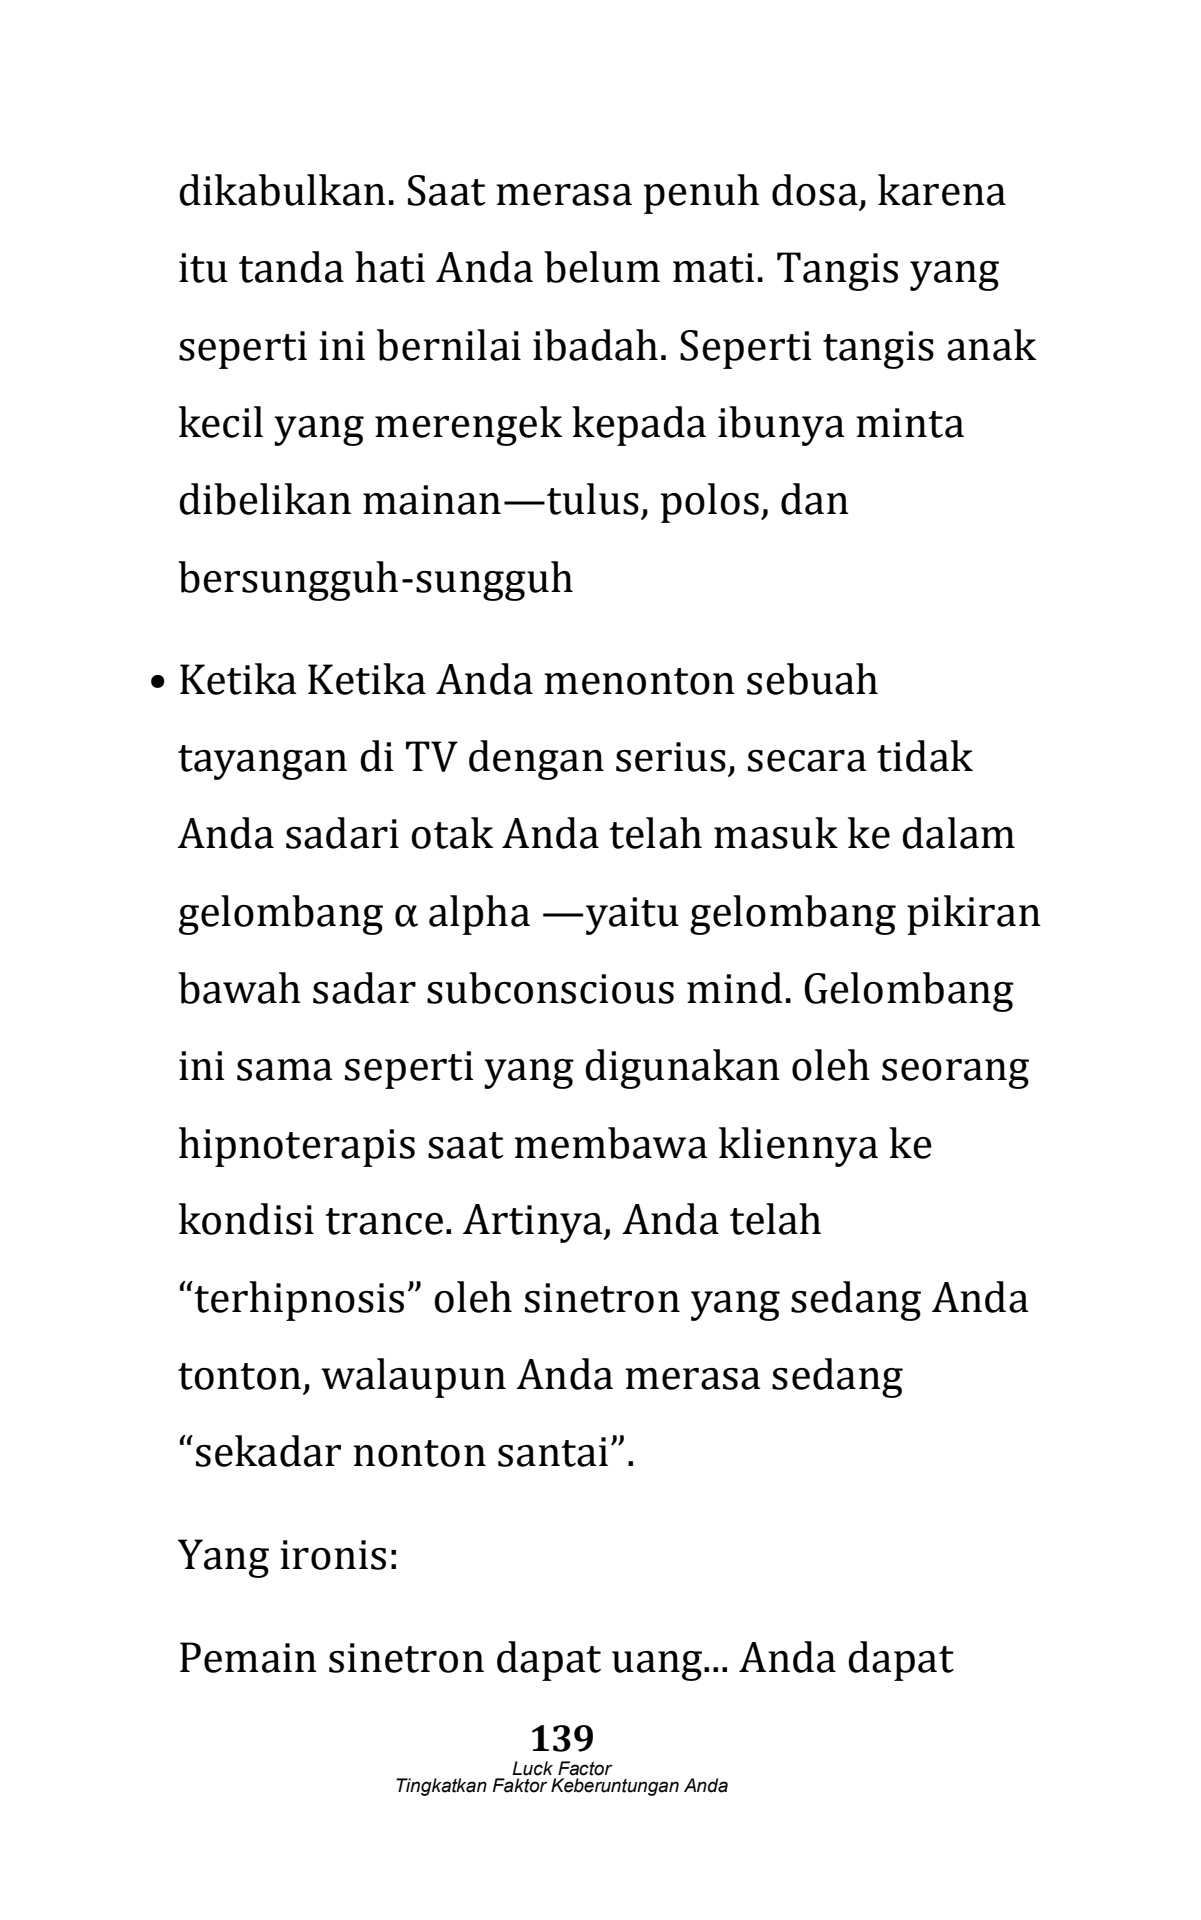 dikabulkan. Saat merasa penuh dosa, karena
itu tanda hati Anda belum mati. Tangis yang
seperti ini bernilai ibadah. Seperti tangis anak
kecil yang merengek kepada ibunya minta
dibelikan mainan—tulus, polos, dan
bersungguh-sungguh
• Ketika Ketika Anda menonton sebuah
tayangan di TV dengan serius, secara tidak
Anda sadari otak Anda telah masuk ke dalam
gelombang α alpha —yaitu gelombang pikiran
bawah sadar subconscious mind. Gelombang
ini sama seperti yang digunakan oleh seorang
hipnoterapis saat membawa kliennya ke
kondisi trance. Artinya, Anda telah
“terhipnosis” oleh sinetron yang sedang Anda
tonton, walaupun Anda merasa sedang
“sekadar nonton santai”.
Yang ironis:
Pemain sinetron dapat uang... Anda dapat
139
Luck Factor
Tingkatkan Faktor Keberuntungan Anda